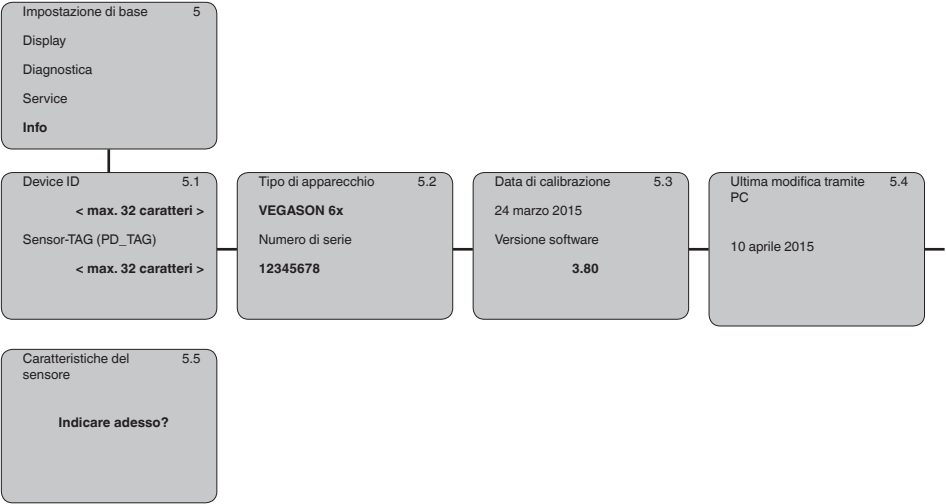 Impostazione di base 5
Display
Diagnostica
Service
Info
Device ID 5.1
< max. 32 caratteri >
Sensor-TAG (PD_TAG)
< max. 32 caratteri >
Tipo di apparecchio 5.2
VEGASON 6x
Numero di serie
12345678
Data di calibrazione 5.3
24 marzo 2015
Versione software
3.80
Ultima modifica tramite 5.4
PC
10 aprile 2015
Caratteristiche del 5.5
sensore
Indicare adesso?